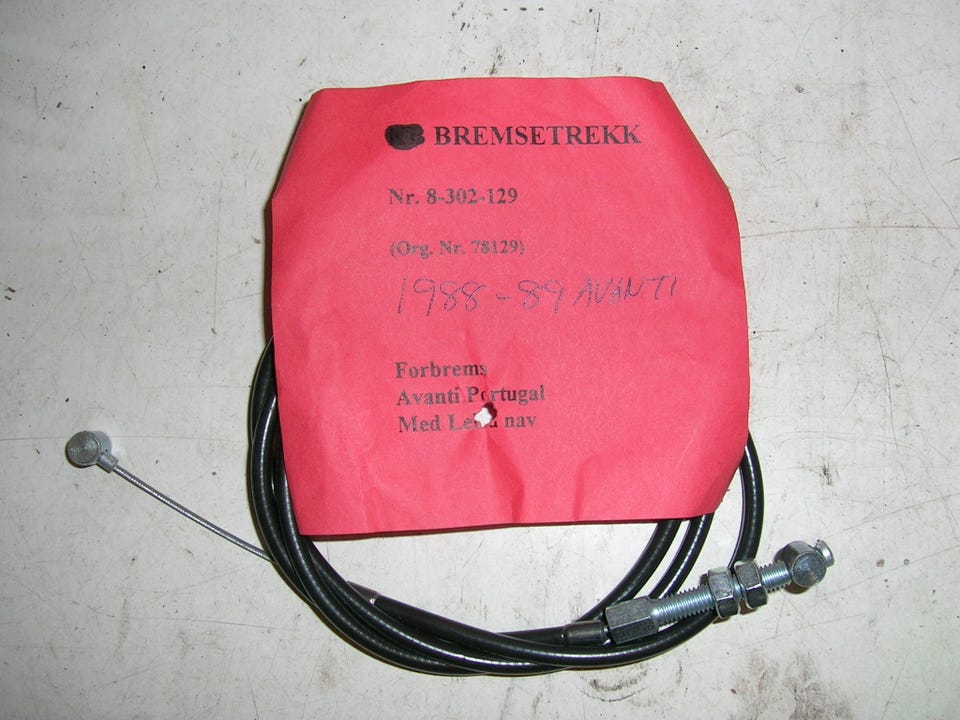 BREMSETREKK
Nr. 8-302-129
(Org. Nr. 78129)
1988-89 AVANTI
Forbrems
Avanti Portugal
Med nav